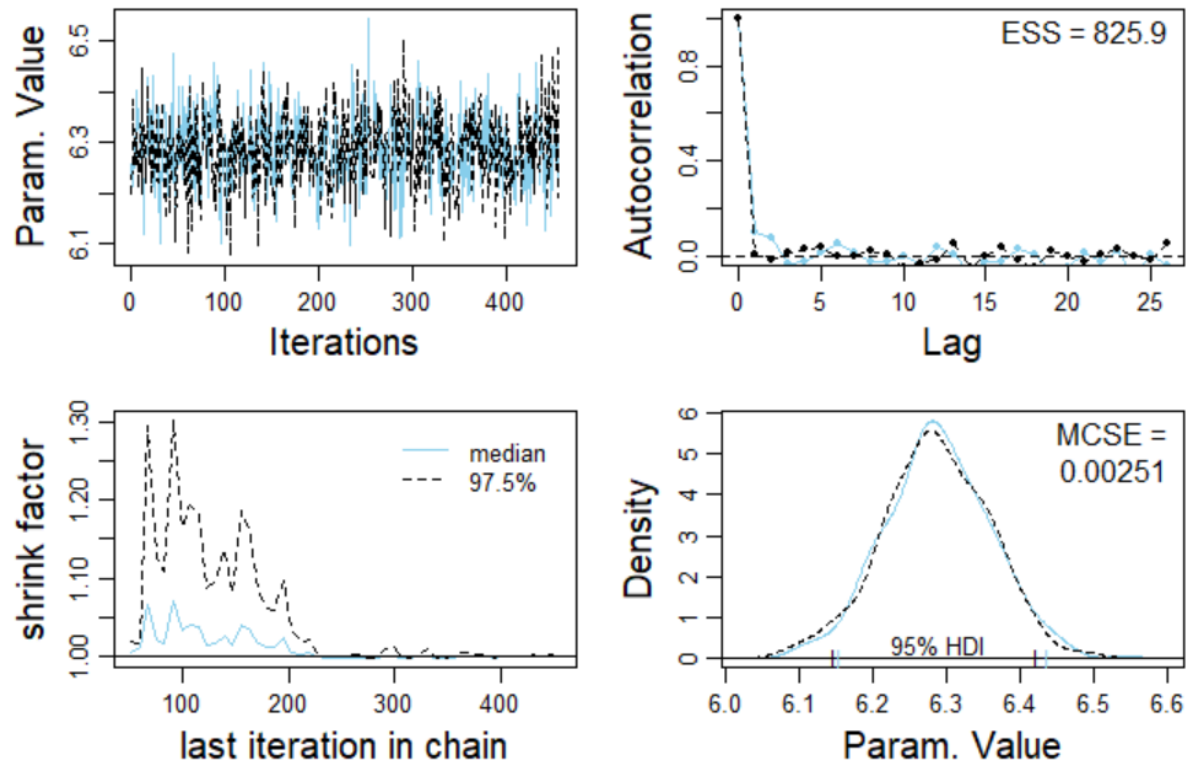 Param. Value
6.5
6.3
6.1
0 100 200 300 400
Iterations
Autocorrelation
0.8
0.4
0.0
ESS = 825.9
0 5 10 15 20 25
Lag
shrink factor
1.30
1.20
1.10
1.00
median
97.5%
100 200 300 400
last iteration in chain
Density
6
5
4
3
2
1
0
MCSE =
0.00251
95% HDI
6.0 6.1 6.2 6.3 6.4 6.5 6.6
Param. Value